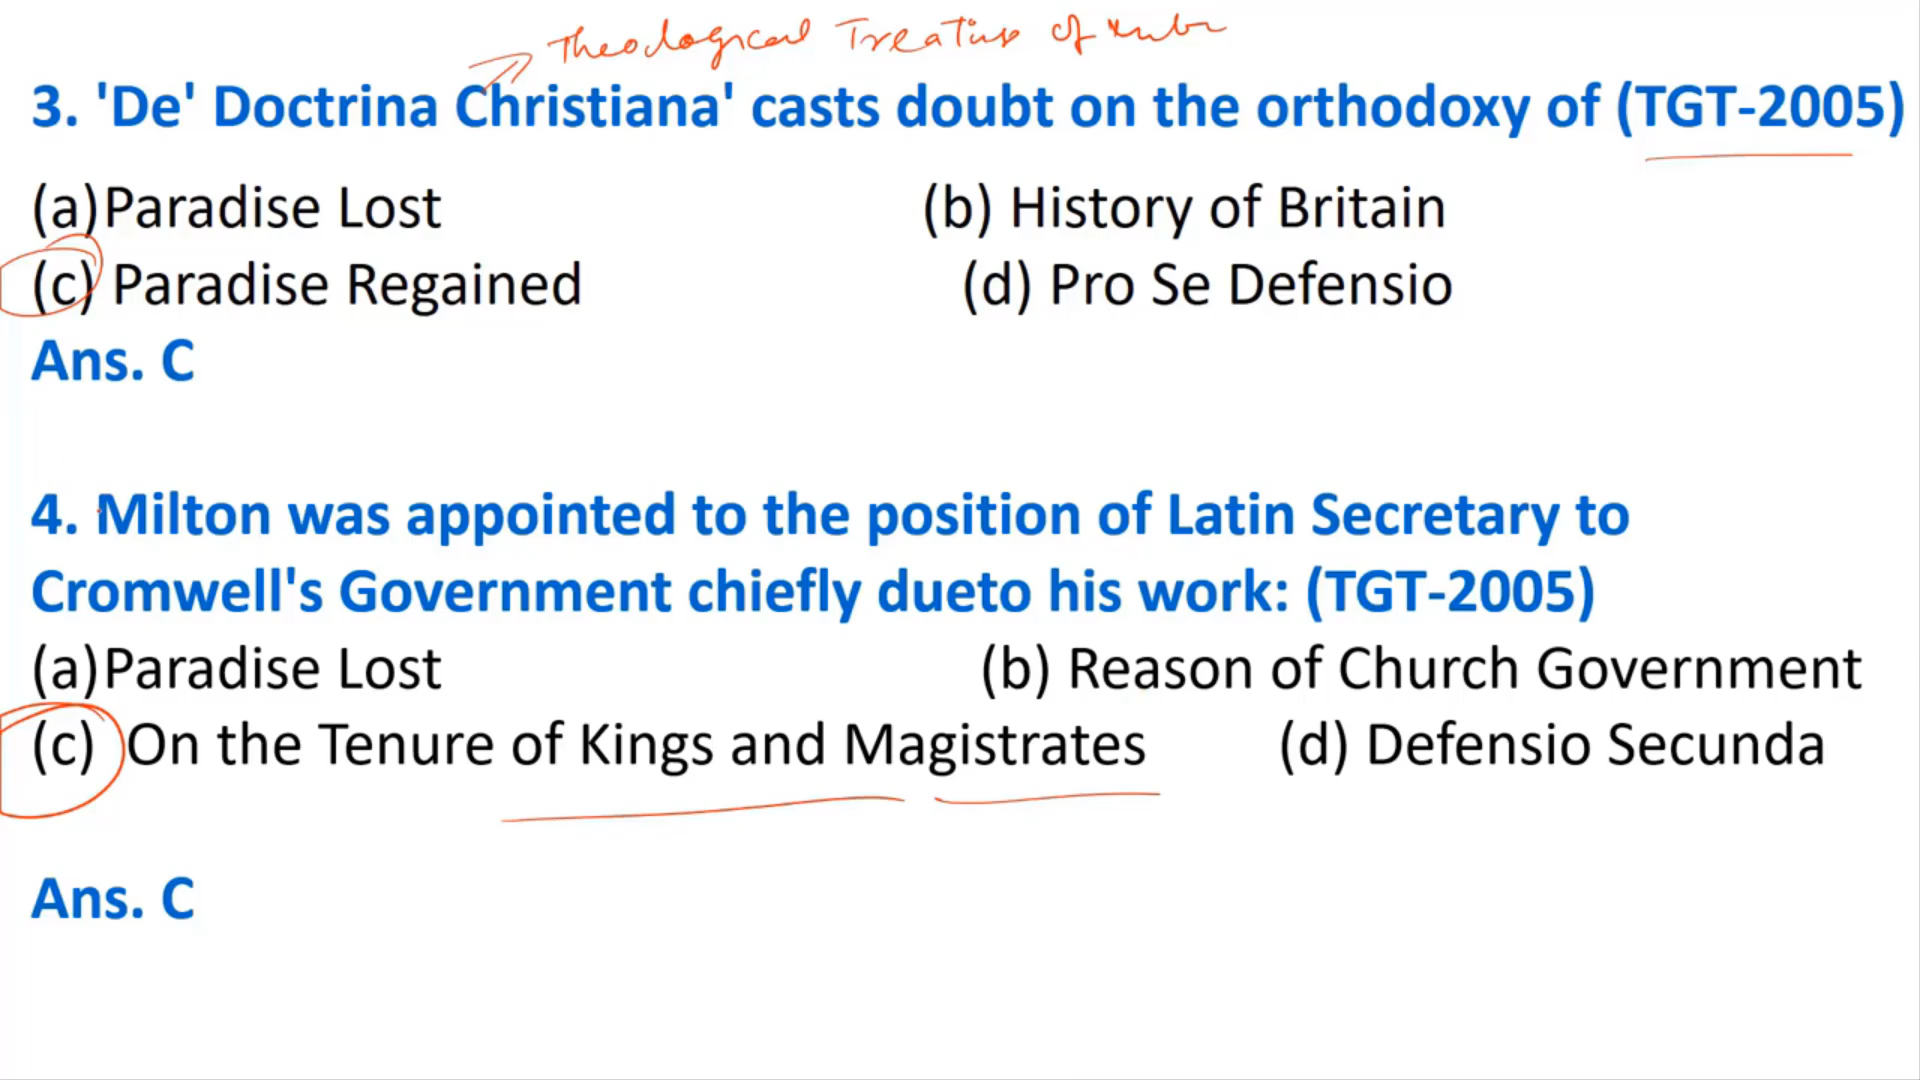 Theological Treatise of
3. 'De' Doctrina Christiana' casts doubt on the orthodoxy of (TGT-2005)
(a)Paradise Lost (b) History of Britain
(c) Paradise Regained (d) Pro Se Defensio
Ans. C
4. Milton was appointed to the position of Latin Secretary to
Cromwell's Government chiefly dueto his work: (TGT-2005)
(a)Paradise Lost (b) Reason of Church Government
(c) On the Tenure of Kings and Magistrates (d) Defensio Secunda
Ans. C